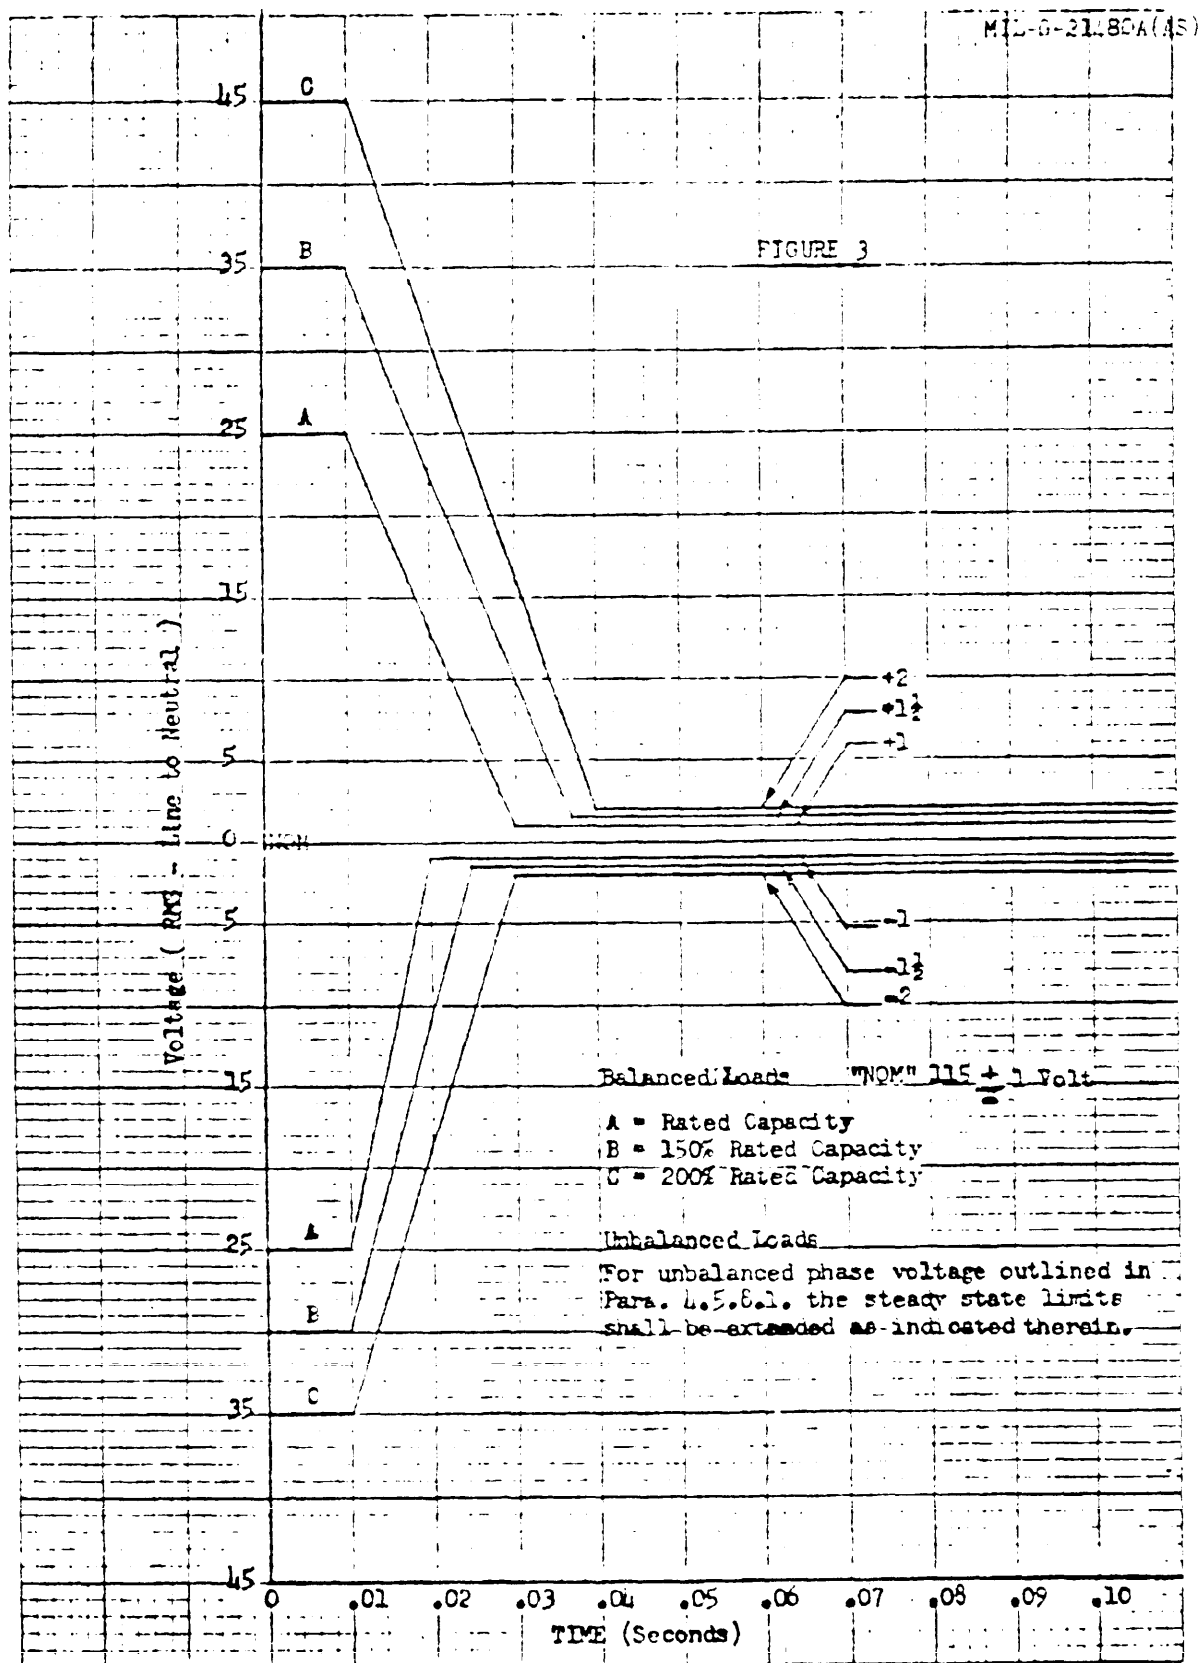 MIL-G-21480A(AS)
45
C
35
B
FIGURE 3
25
A
15
+2
+1½
+1
5
0
NOM
-1
5
-1½
-2
Voltage ( RMS - Line to Neutral )
15
Balanced Loads "NOM" 115 ± 1 Volt
A = Rated Capacity
B = 150% Rated Capacity
C = 200% Rated Capacity
25
A
Unbalanced Loads
For unbalanced phase voltage outlined in
Para. 4.5.8.1. the steady state limits
shall be extended as indicated therein.
B
35
C
45
0 .01 .02 .03 .04 .05 .06 .07 .08 .09 .10
TIME (Seconds)